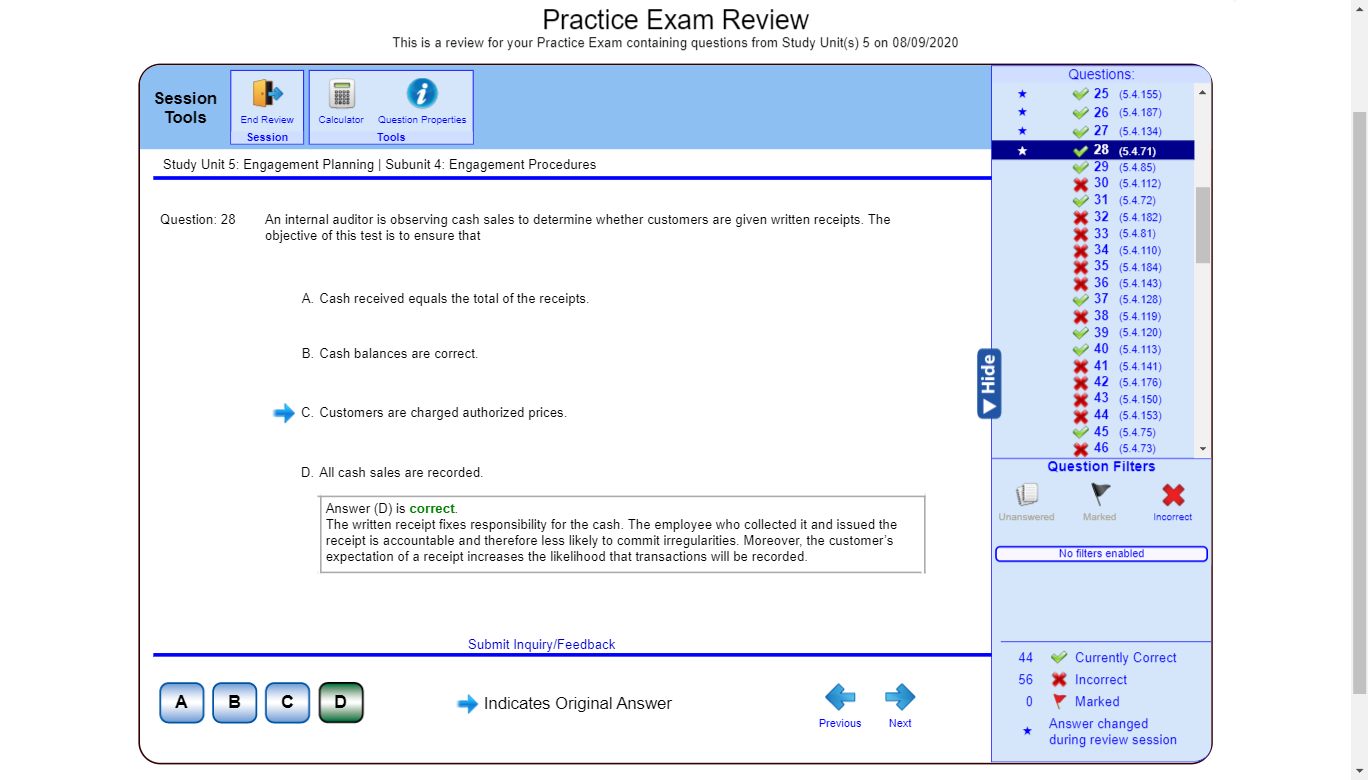 Practice Exam Review
This is a review for your Practice Exam containing questions from Study Unit(s) 5 on 08/09/2020
Session
Tools
End Review
Session
Calculator
Question Properties
Tools
Study Unit 5: Engagement Planning | Subunit 4: Engagement Procedures
Question: 28
An internal auditor is observing cash sales to determine whether customers are given written receipts. The
objective of this test is to ensure that
A. Cash received equals the total of the receipts.
B. Cash balances are correct.
C. Customers are charged authorized prices.
D. All cash sales are recorded.
Answer (D) is correct.
The written receipt fixes responsibility for the cash. The employee who collected it and issued the
receipt is accountable and therefore less likely to commit irregularities. Moreover, the customer's
expectation of a receipt increases the likelihood that transactions will be recorded.
Submit Inquiry/Feedback
A B C D
Indicates Original Answer
Previous
Next
Hide
Questions:
25 (5.4.155)
26 (5.4.187)
27 (5.4.134)
28 (5.4.71)
29 (5.4.85)
30 (5.4.112)
31 (5.4.72)
32 (5.4.182)
33 (5.4.81)
34 (5.4.110)
35 (5.4.184)
36 (5.4.143)
37 (5.4.128)
38 (5.4.119)
39 (5.4.120)
40 (5.4.113)
41 (5.4.141)
42 (5.4.176)
43 (5.4.150)
44 (5.4.153)
45 (5.4.75)
46 (5.4.73)
Question Filters
Unanswered
Marked
Incorrect
No filters enabled
44 Currently Correct
56 Incorrect
0 Marked
Answer changed
during review session